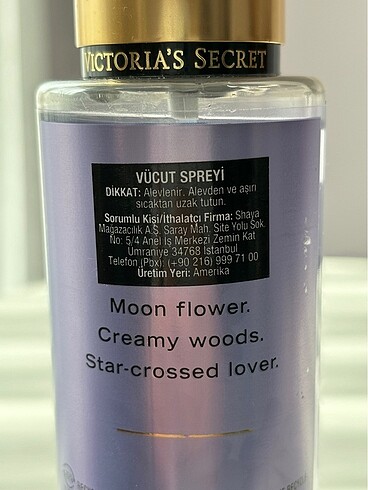 VICTORIA'S SECRET
VÜCUT SPREYİ
DİKKAT: Alevlenir. Alevden ve aşırı
sıcaktan uzak tutun.
Sorumlu Kişi/İthalatcı Firma: Shaya
Mağazacılık A.Ş. Saray Mah. Site Yolu Sok.
No: 5/4 Anel İş Merkezi Zemin Kat
Ümraniye 34768 İstanbul
Telefon (Pbx): (+90 216) 999 71 00
Üretim Yeri: Amerika
Moon flower.
Creamy woods.
Star-crossed lover.